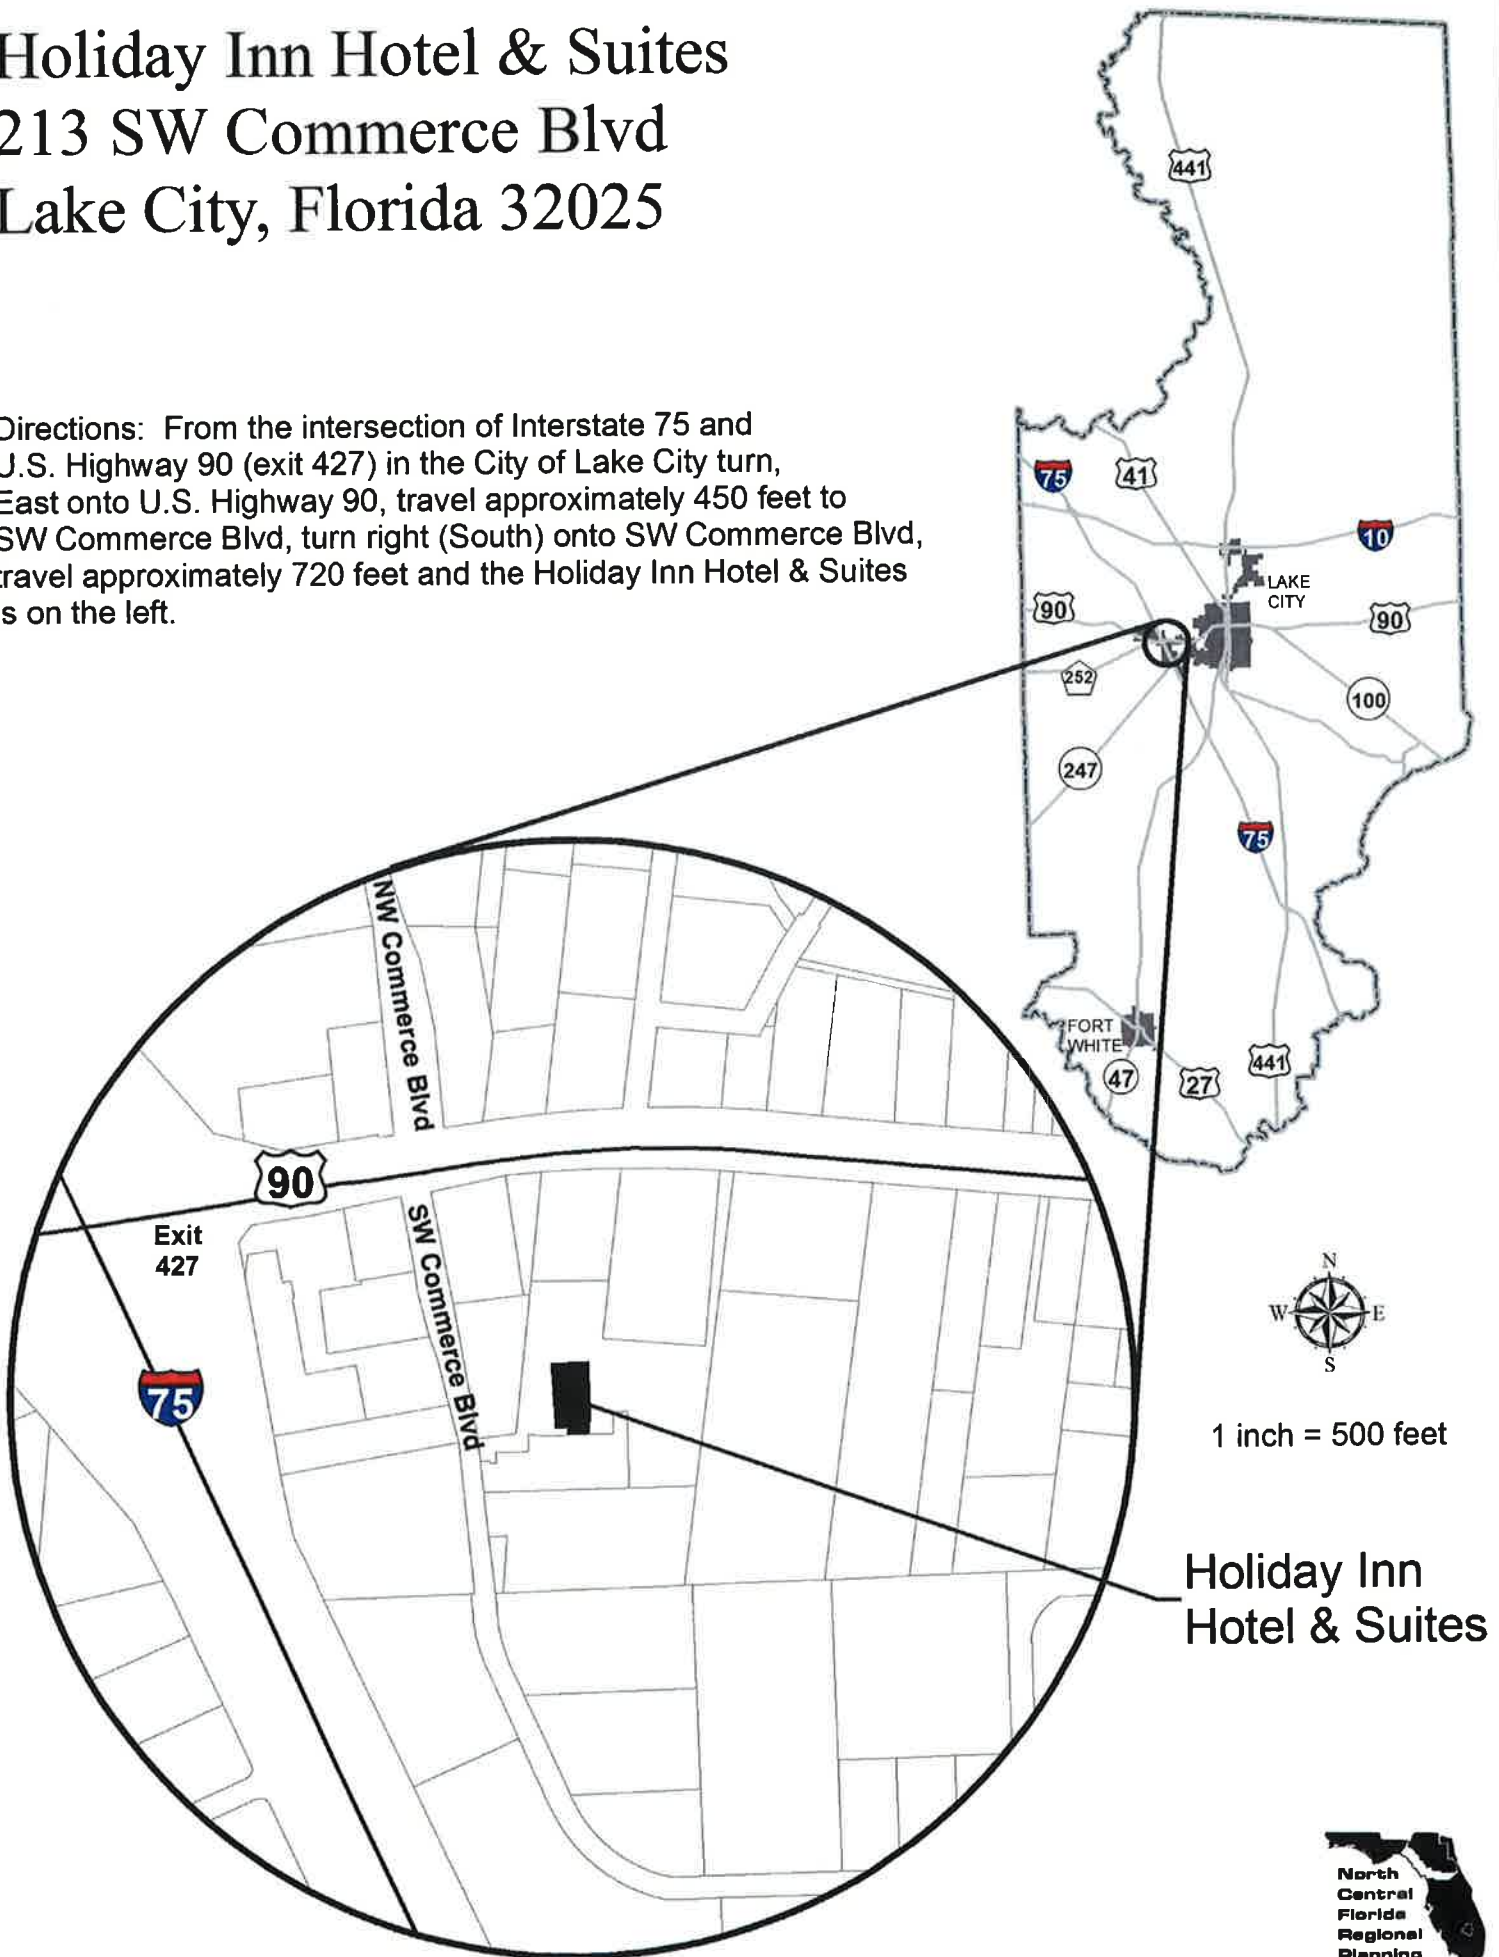 Holiday Inn Hotel & Suites
213 SW Commerce Blvd
Lake City, Florida 32025
Directions: From the intersection of Interstate 75 and
U.S. Highway 90 (exit 427) in the City of Lake City turn,
East onto U.S. Highway 90, travel approximately 450 feet to
SW Commerce Blvd, turn right (South) onto SW Commerce Blvd,
travel approximately 720 feet and the Holiday Inn Hotel & Suites
is on the left.
441
75
41
10
LAKE
CITY
90
90
252
100
247
75
FORT
WHITE
47
27
441
NW Commerce Blvd
90
Exit
427
SW Commerce Blvd
75
N
W
E
S
1 inch = 500 feet
Holiday Inn
Hotel & Suites
North
Central
Florida
Regional
Planning